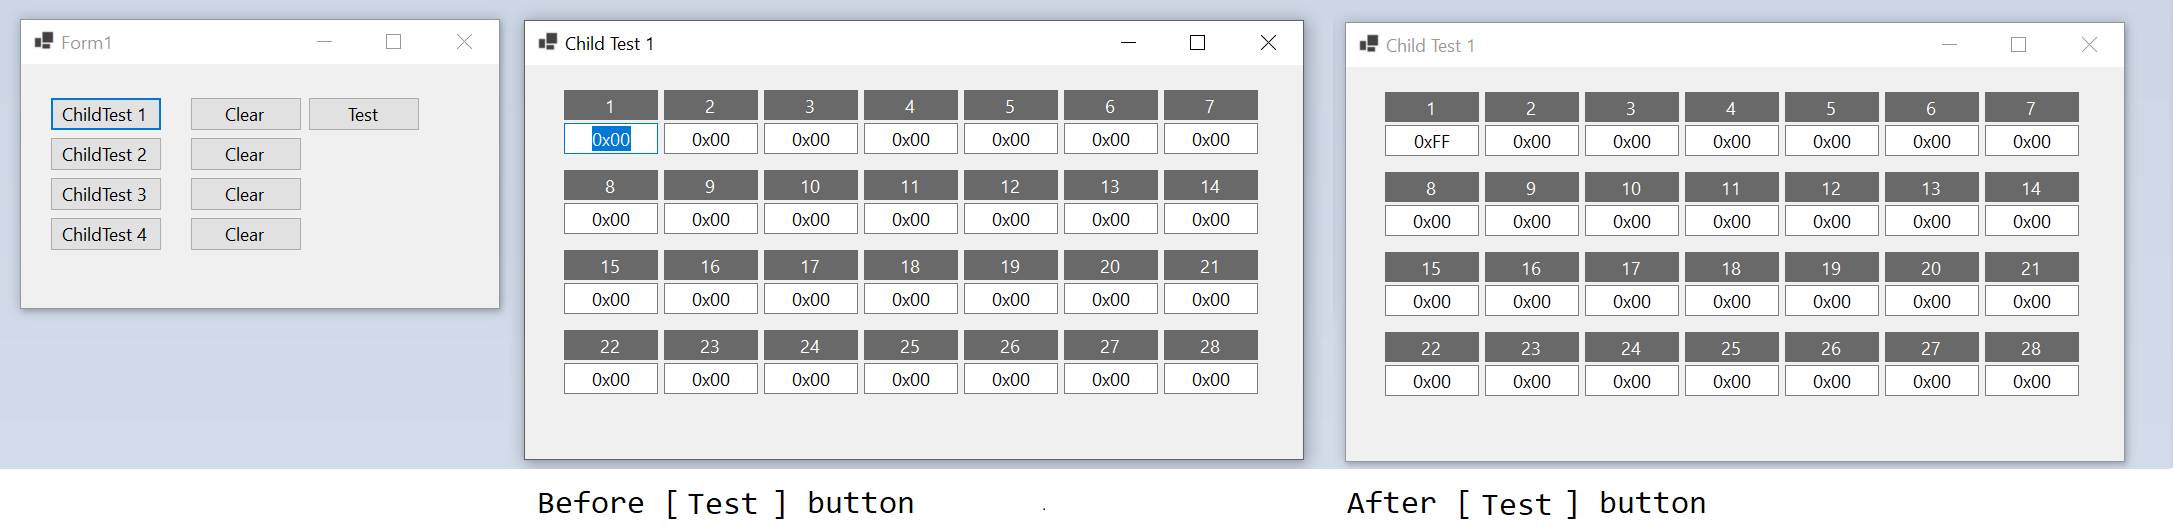 Form1
ChildTest 1 Clear Test
ChildTest 2 Clear
ChildTest 3 Clear
ChildTest 4 Clear
Child Test 1
1 2 3 4 5 6 7
0x00 0x00 0x00 0x00 0x00 0x00 0x00
8 9 10 11 12 13 14
0x00 0x00 0x00 0x00 0x00 0x00 0x00
15 16 17 18 19 20 21
0x00 0x00 0x00 0x00 0x00 0x00 0x00
22 23 24 25 26 27 28
0x00 0x00 0x00 0x00 0x00 0x00 0x00
Before [ Test ] button
Child Test 1
1 2 3 4 5 6 7
0xFF 0x00 0x00 0x00 0x00 0x00 0x00
8 9 10 11 12 13 14
0x00 0x00 0x00 0x00 0x00 0x00 0x00
15 16 17 18 19 20 21
0x00 0x00 0x00 0x00 0x00 0x00 0x00
22 23 24 25 26 27 28
0x00 0x00 0x00 0x00 0x00 0x00 0x00
After [ Test ] button